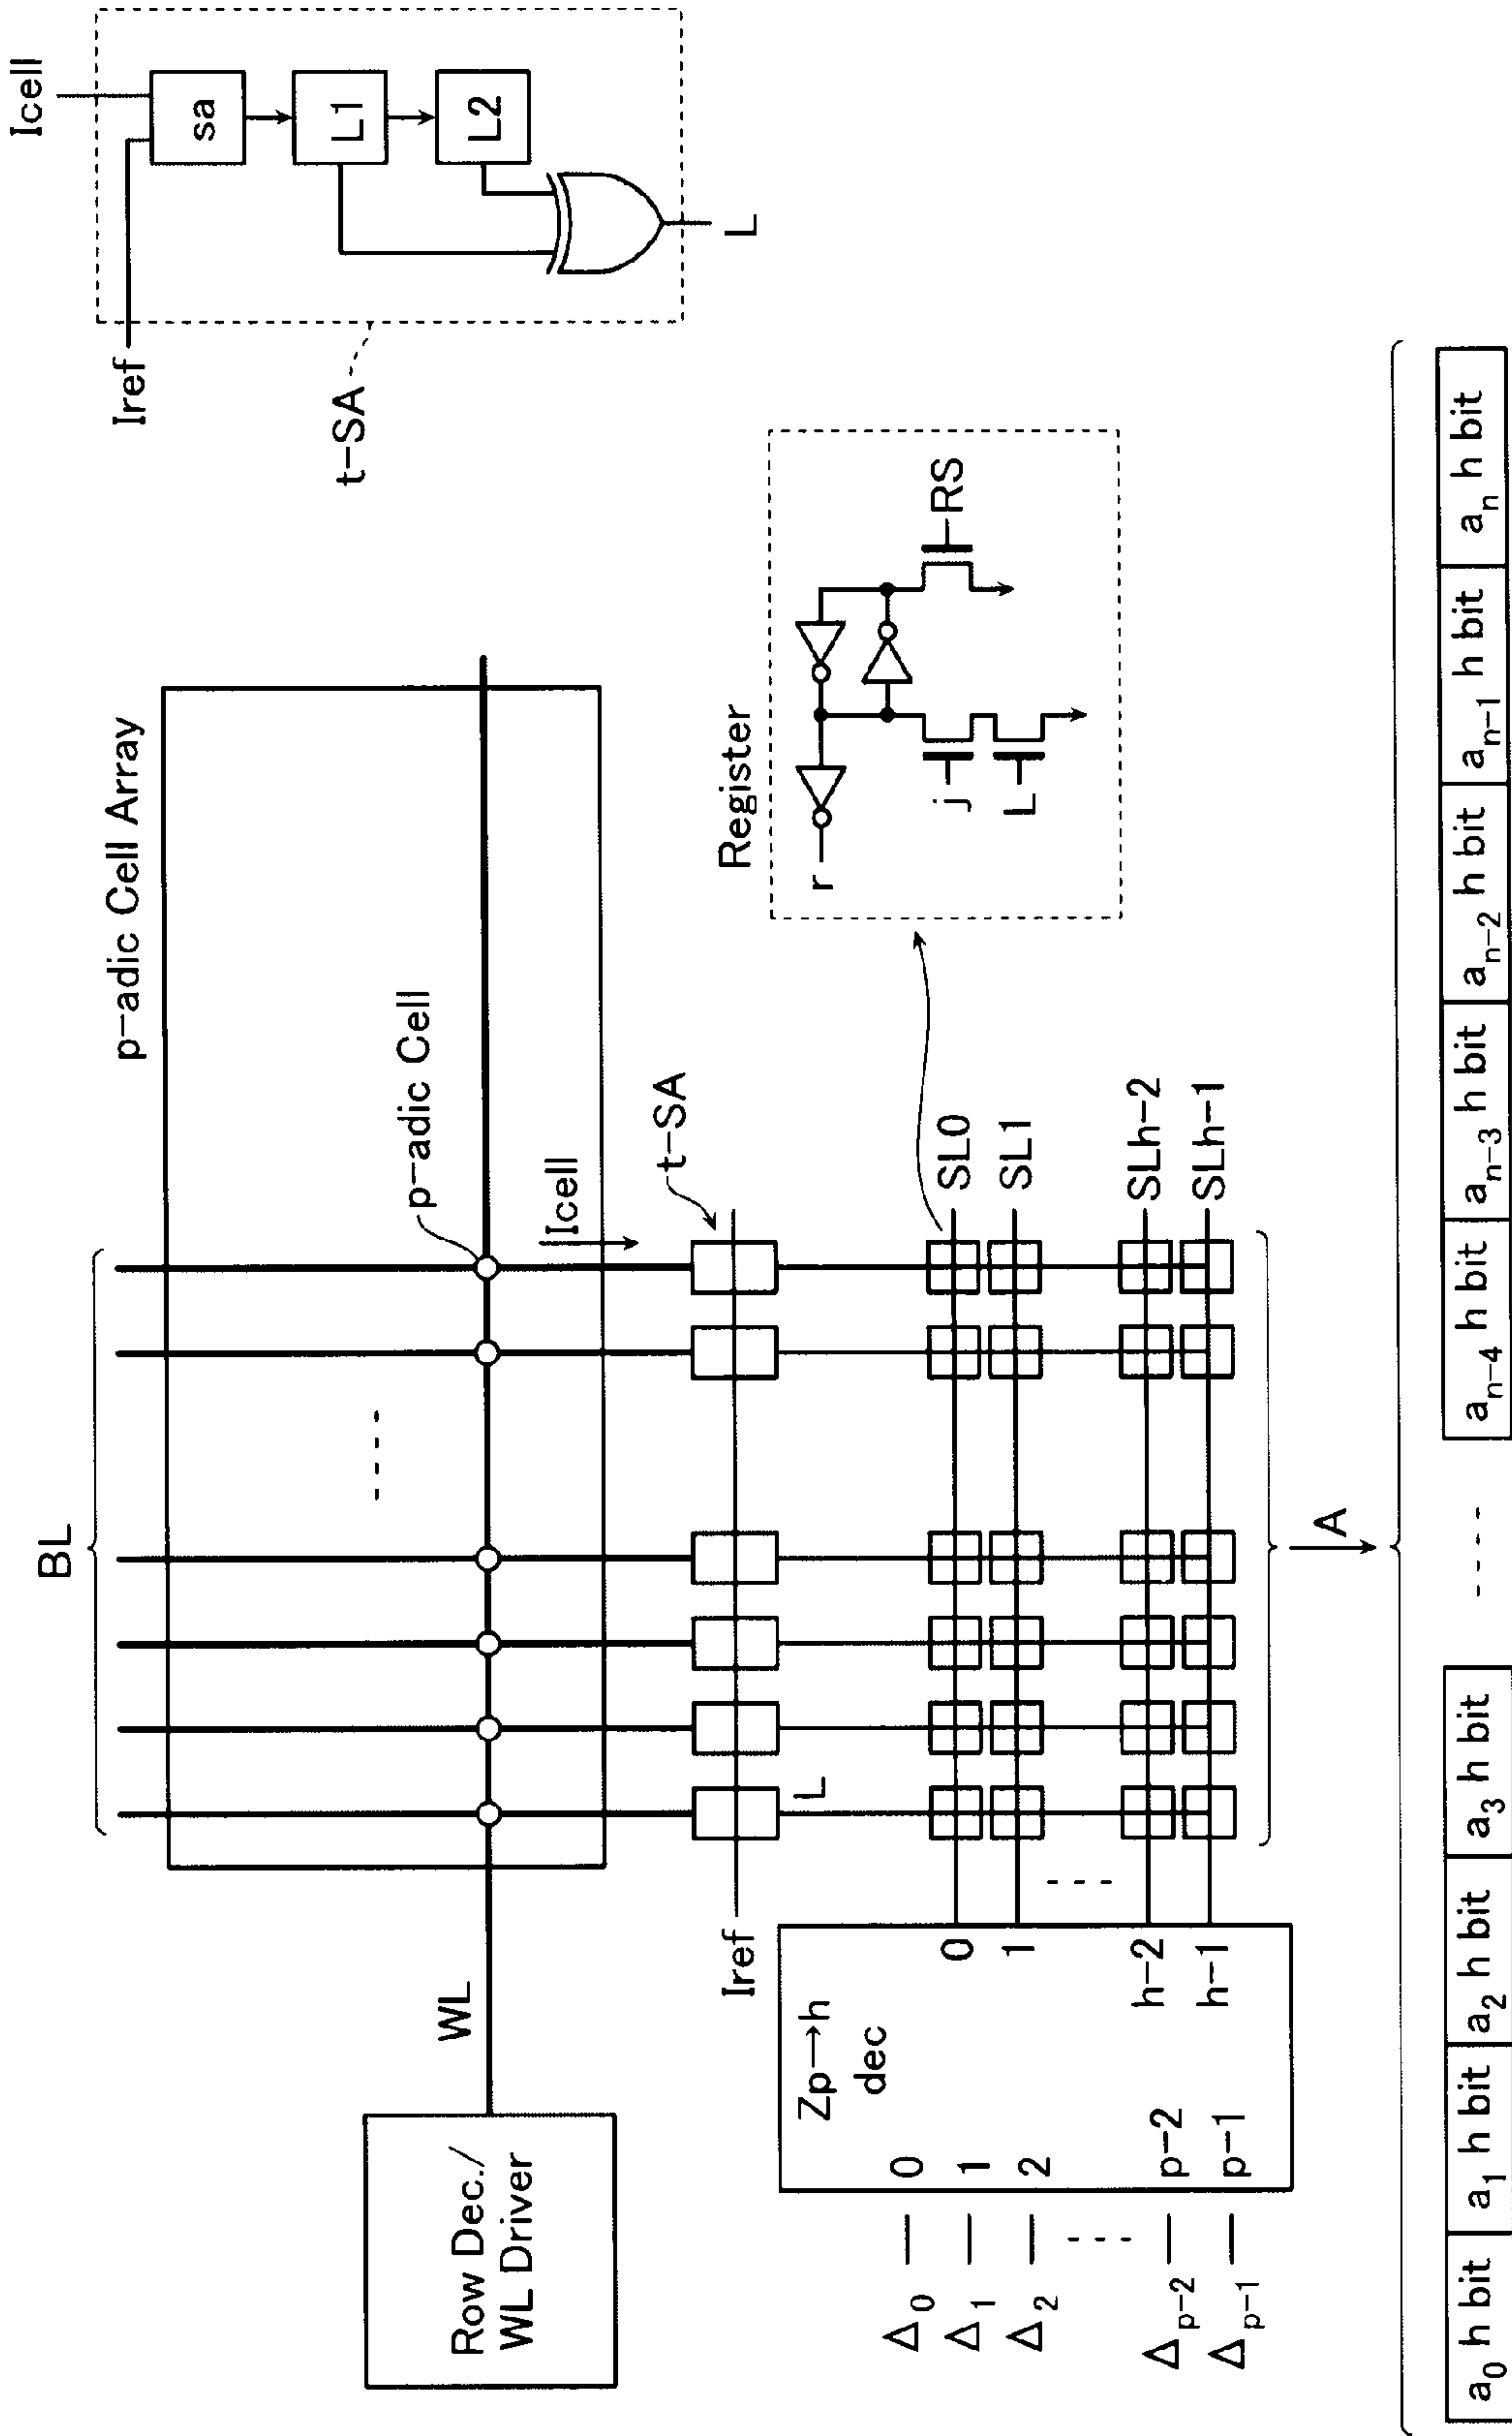 BL
p-adic Cell Array
p-adic Cell
Icell
WL
Row Dec./
WL Driver
Iref
L
t-SA
Iref
Icell
sa
L1
L2
L
t-SA
Register
r
j
L
RS
Zp→h
dec
0
1
2
p-2
p-1
0
1
h-2
h-1
Δ0
Δ1
Δ2
Δp-2
Δp-1
SL0
SL1
SLh-2
SLh-1
A
a0 h bit
a1 h bit
a2 h bit
a3 h bit
an-4 h bit
an-3 h bit
an-2 h bit
an-1 h bit
an h bit